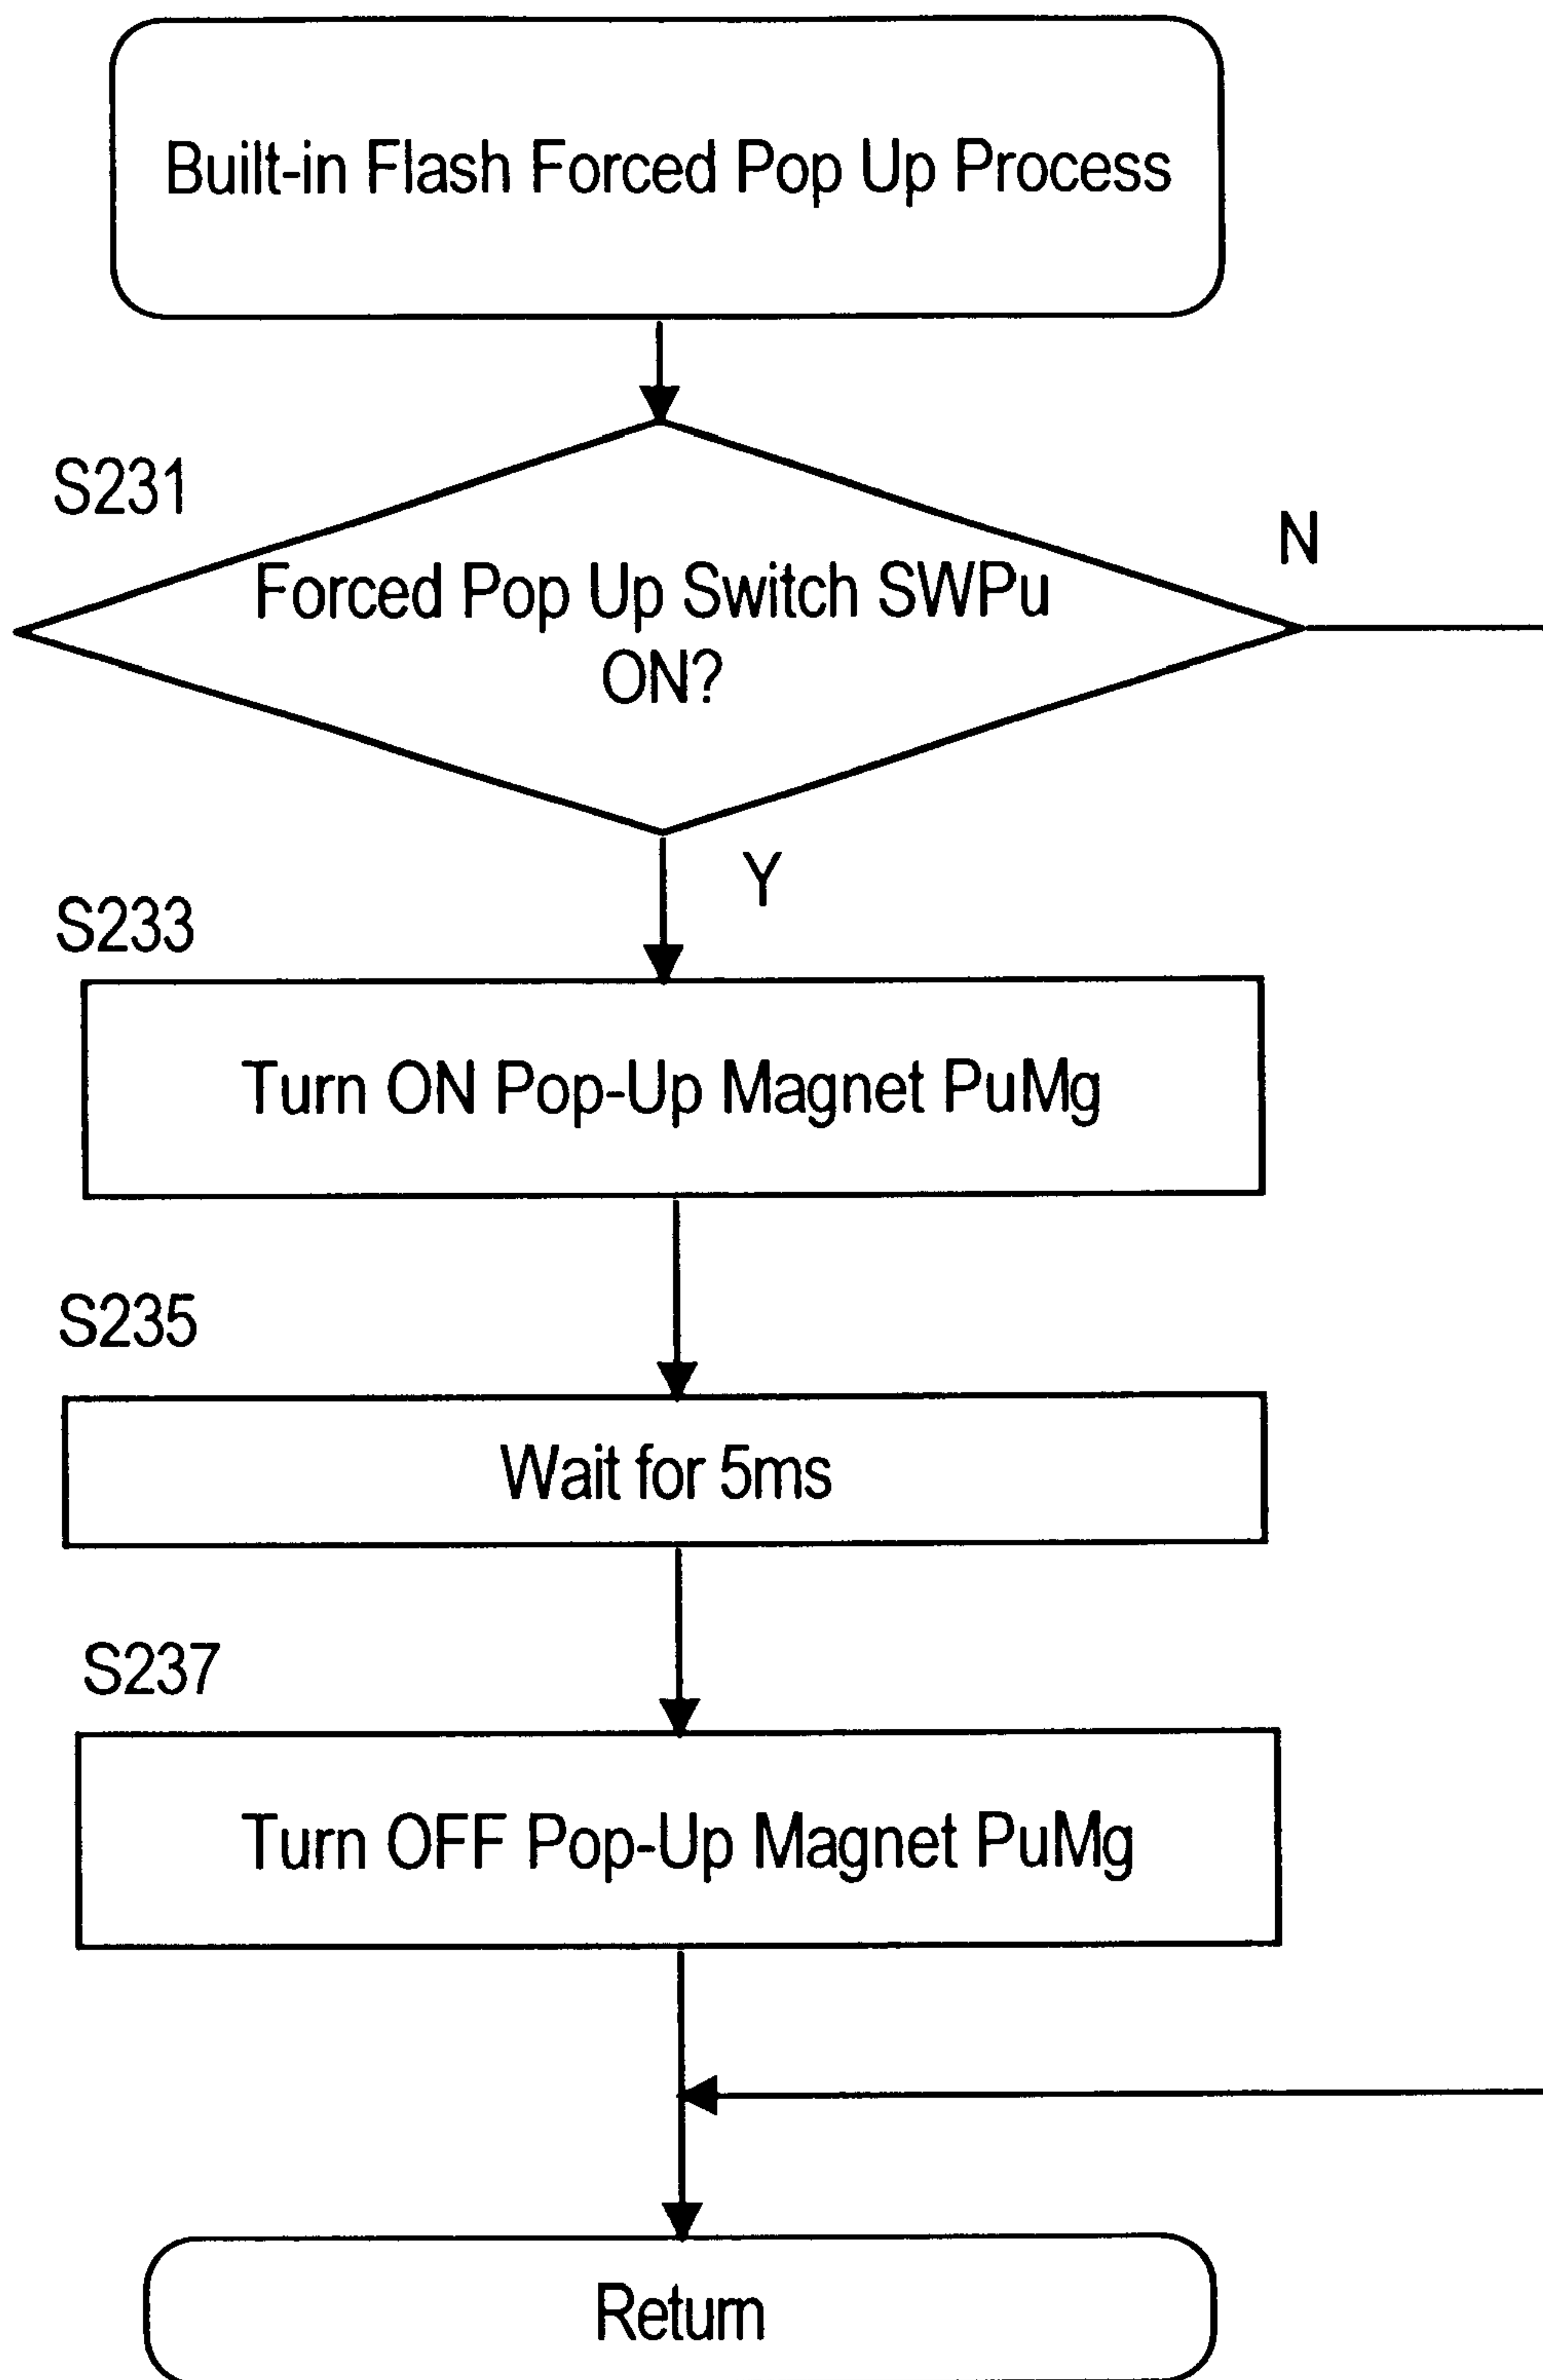 Built-in Flash Forced Pop Up Process
S231
N
Forced Pop Up Switch SWPu
ON?
Y
S233
Turn ON Pop-Up Magnet PuMg
S235
Wait for 5ms
S237
Turn OFF Pop-Up Magnet PuMg
Return